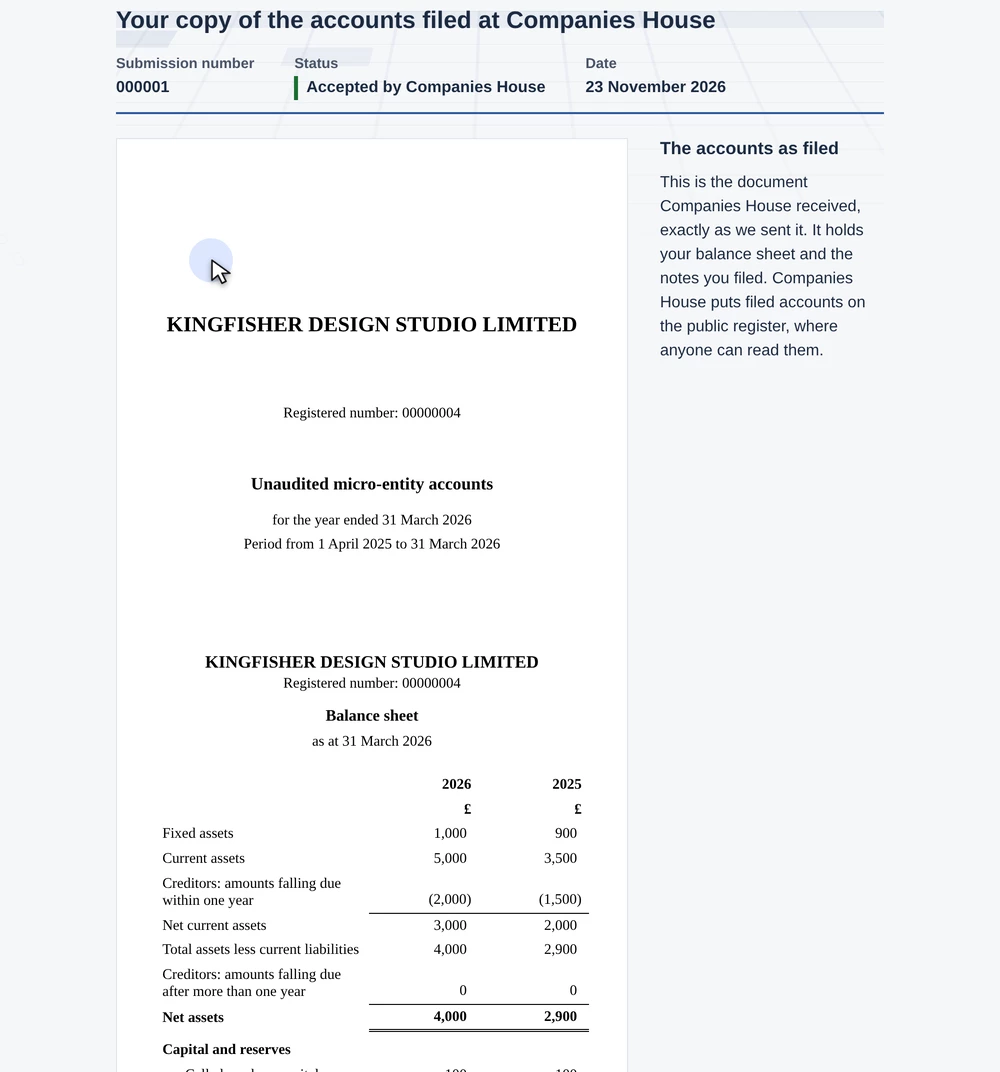 Your copy of the accounts filed at Companies House
Submission number Status Date
000001 Accepted by Companies House 23 November 2026
KINGFISHER DESIGN STUDIO LIMITED
Registered number: 00000004
Unaudited micro-entity accounts
for the year ended 31 March 2026
Period from 1 April 2025 to 31 March 2026
KINGFISHER DESIGN STUDIO LIMITED
Registered number: 00000004
Balance sheet
as at 31 March 2026
2026 2025
£ £
Fixed assets 1,000 900
Current assets 5,000 3,500
Creditors: amounts falling due
within one year (2,000) (1,500)
Net current assets 3,000 2,000
Total assets less current liabilities 4,000 2,900
Creditors: amounts falling due
after more than one year 0 0
Net assets 4,000 2,900
Capital and reserves
The accounts as filed
This is the document
Companies House received,
exactly as we sent it. It holds
your balance sheet and the
notes you filed. Companies
House puts filed accounts on
the public register, where
anyone can read them.